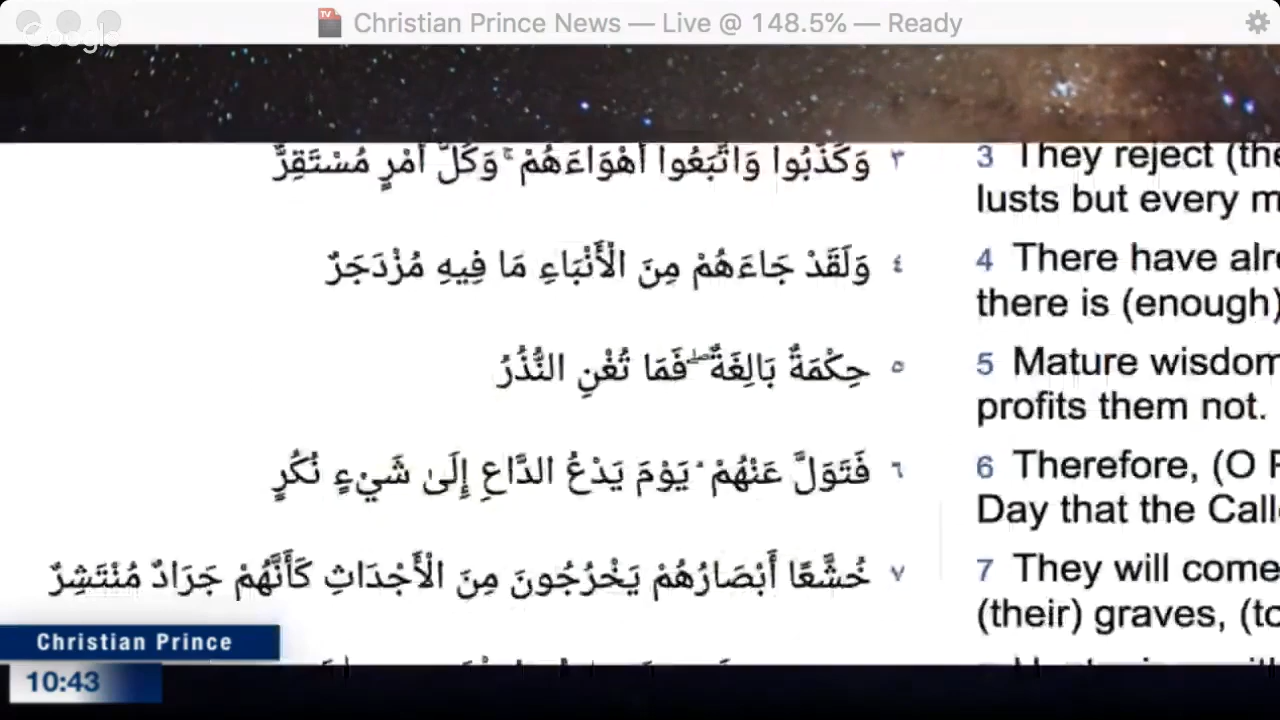 Christian Prince News — Live @ 148.5% — Ready
Google
وَكَذَّبُوا وَاتَّبَعُوا أَهْوَاءَهُمْ ۚ وَكُلُّ أَمْرٍ مُسْتَقِرٌّ ٣
3 They reject (the
lusts but every m
وَلَقَدْ جَاءَهُمْ مِنَ الْأَنْبَاءِ مَا فِيهِ مُزْدَجَرٌ ٤
4 There have alre
there is (enough)
حِكْمَةٌ بَالِغَةٌ ۖ فَمَا تُغْنِ النُّذُرُ ٥
5 Mature wisdom
profits them not.
فَتَوَلَّ عَنْهُمْ ۘ يَوْمَ يَدْعُ الدَّاعِ إِلَىٰ شَيْءٍ نُكُرٍ ٦
6 Therefore, (O P
Day that the Calle
خُشَّعًا أَبْصَارُهُمْ يَخْرُجُونَ مِنَ الْأَجْدَاثِ كَأَنَّهُمْ جَرَادٌ مُنْتَشِرٌ ٧
7 They will come
(their) graves, (to
Christian Prince
10:43